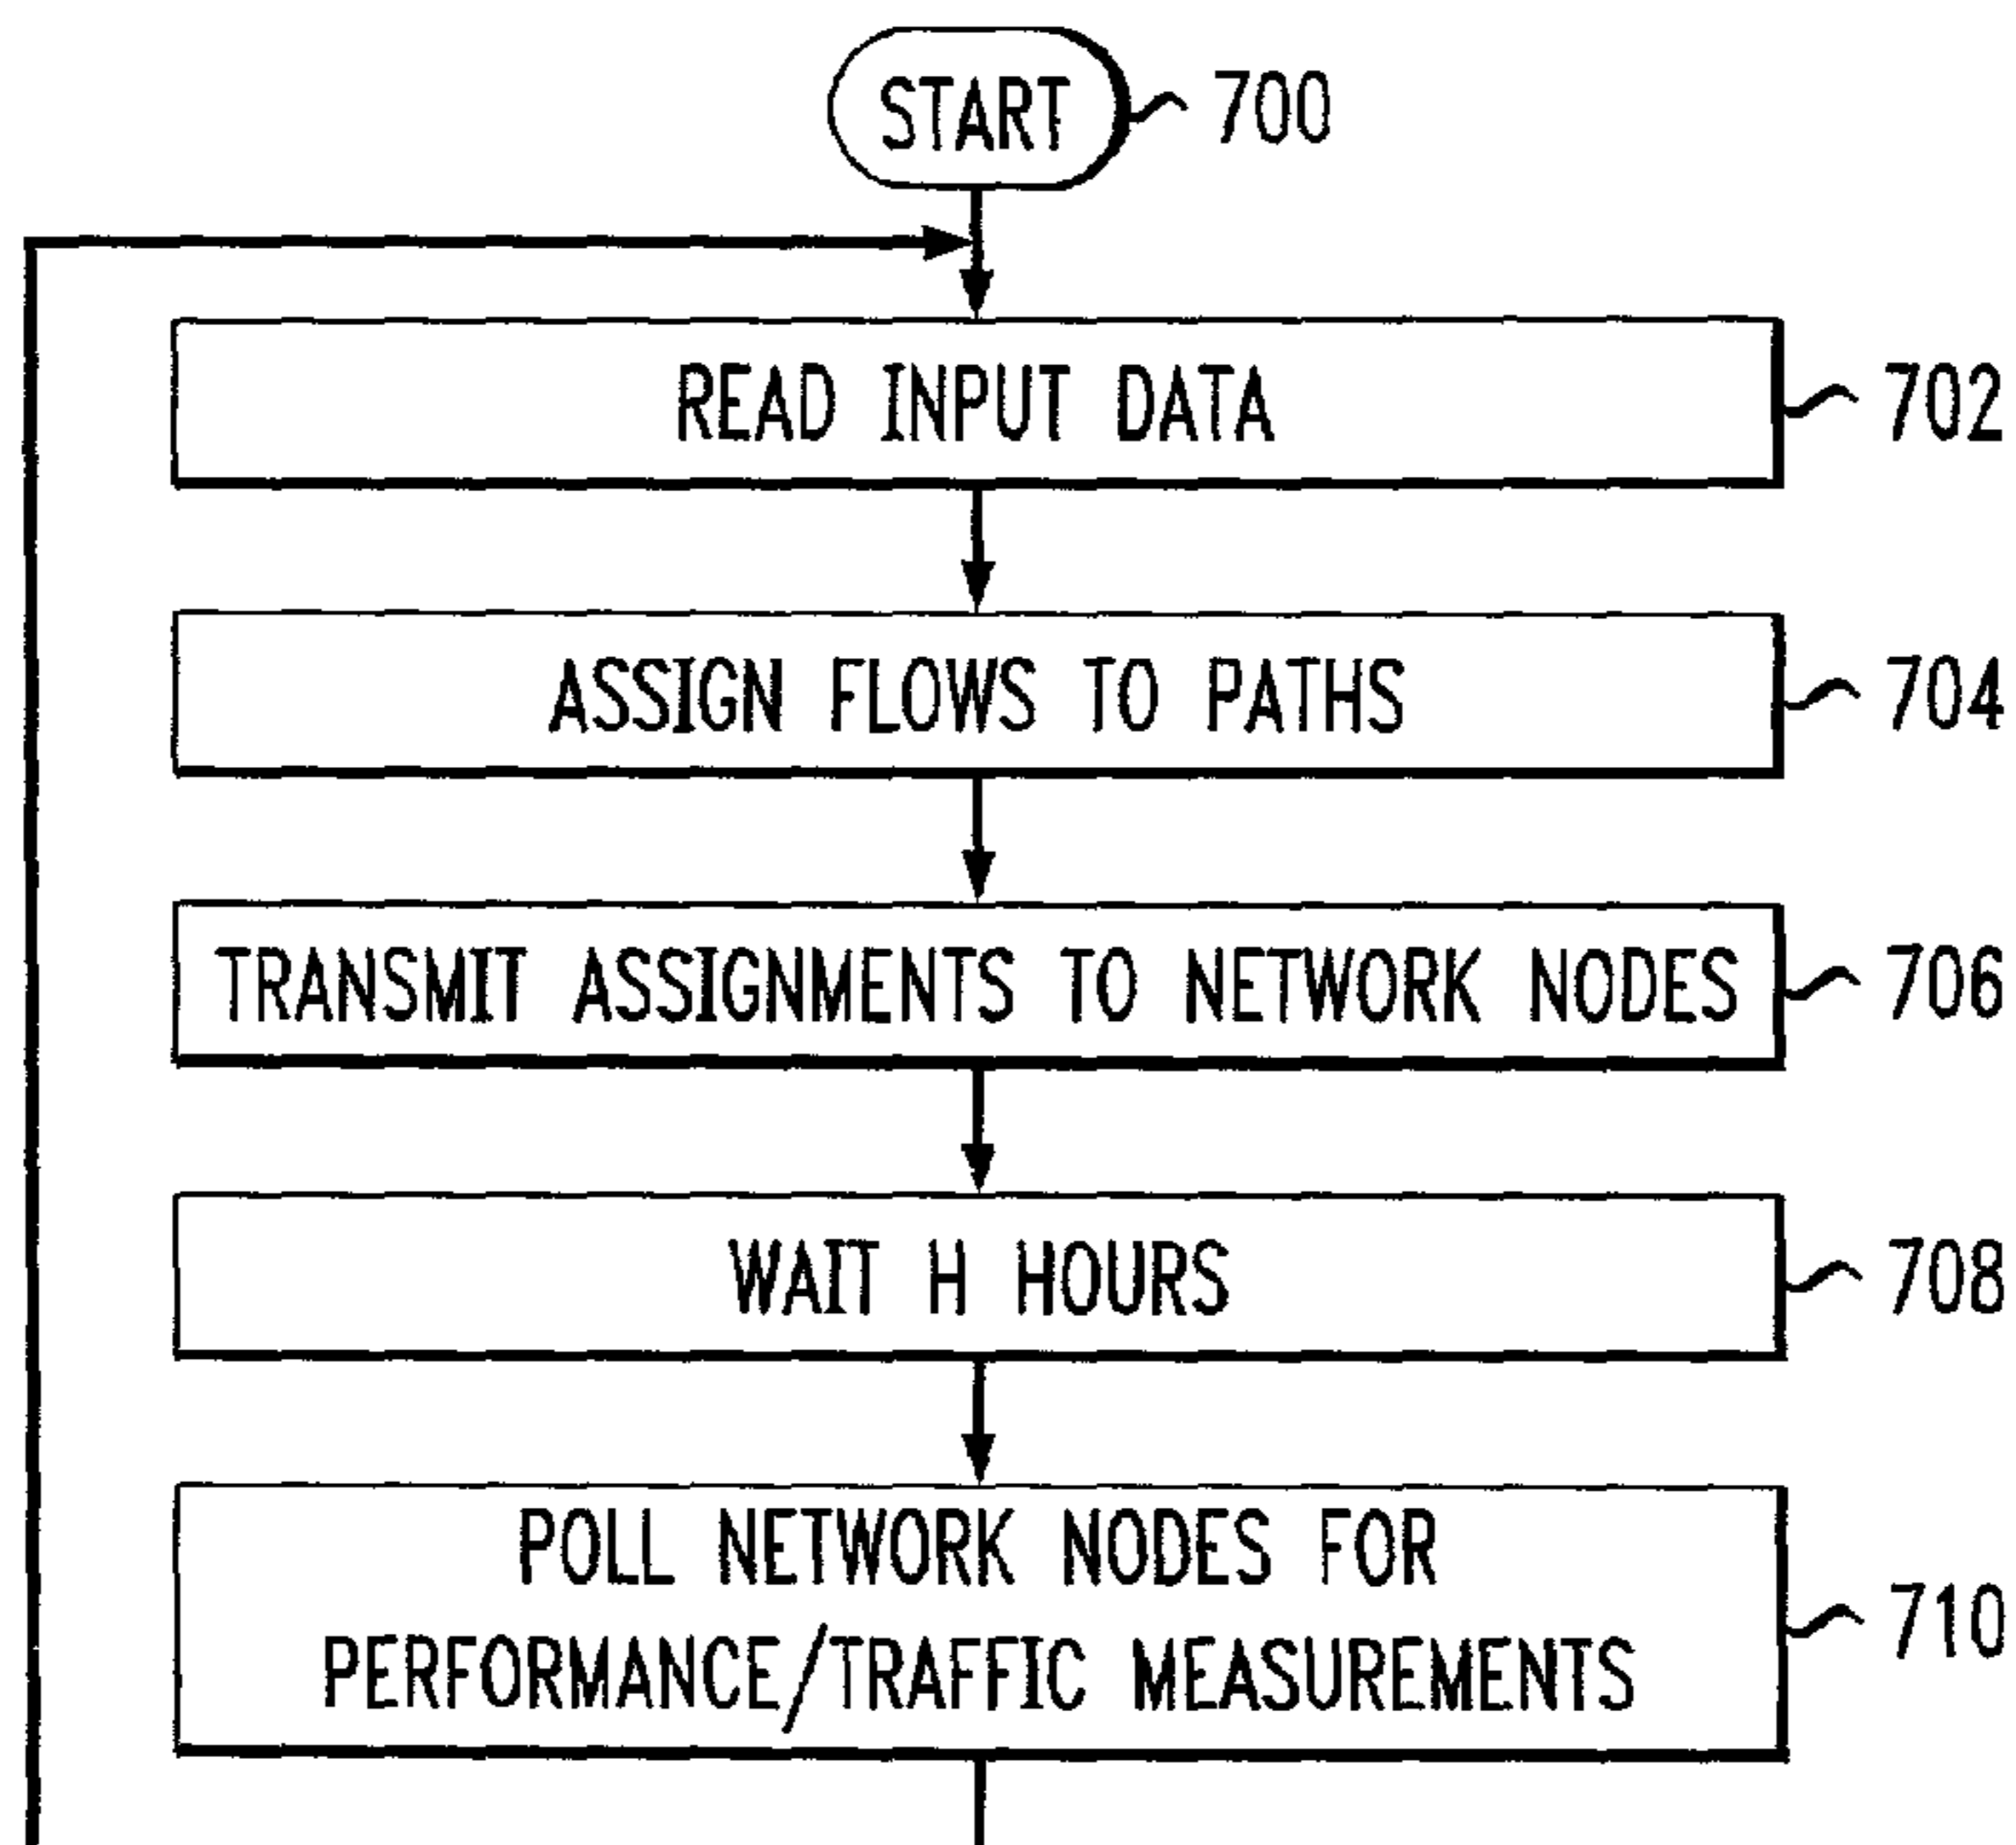 START
700
READ INPUT DATA
702
ASSIGN FLOWS TO PATHS
704
TRANSMIT ASSIGNMENTS TO NETWORK NODES
706
WAIT H HOURS
708
POLL NETWORK NODES FOR
PERFORMANCE/TRAFFIC MEASUREMENTS
710